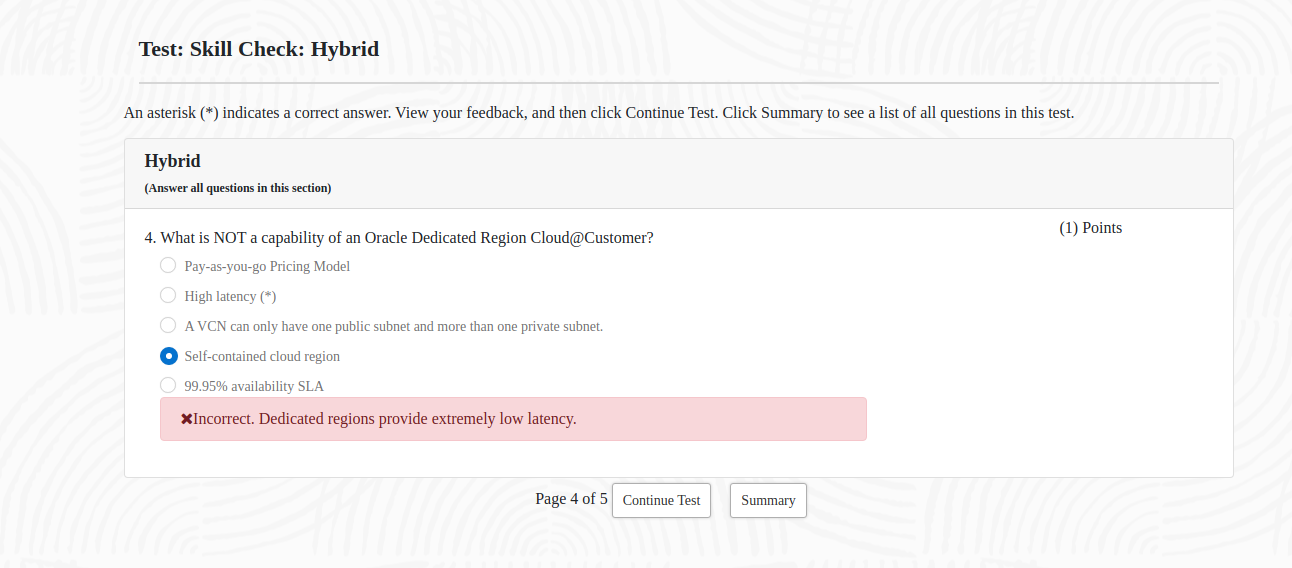 Test: Skill Check: Hybrid
An asterisk (*) indicates a correct answer. View your feedback, and then click Continue Test. Click Summary to see a list of all questions in this test.
Hybrid
(Answer all questions in this section)
4. What is NOT a capability of an Oracle Dedicated Region Cloud@Customer?
(1) Points
Pay-as-you-go Pricing Model
High latency (*)
A VCN can only have one public subnet and more than one private subnet.
Self-contained cloud region
99.95% availability SLA
✖Incorrect. Dedicated regions provide extremely low latency.
Page 4 of 5 Continue Test Summary